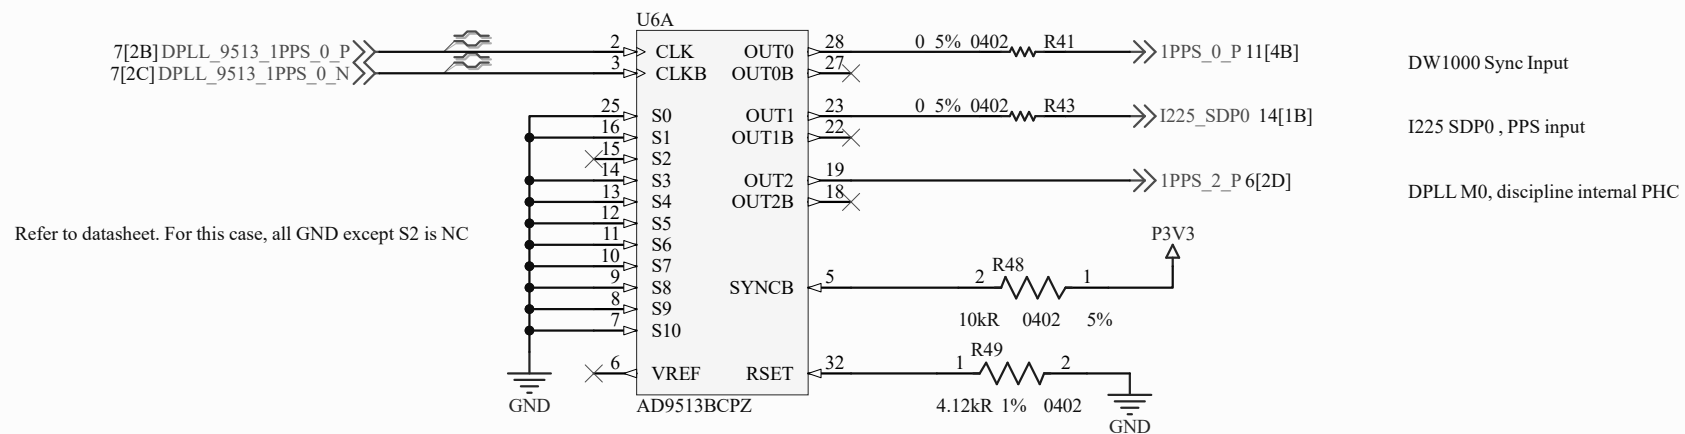 U6A
7[2B] DPLL_9513_1PPS_0_P 2 CLK OUT0 28 0 5% 0402 R41 1PPS_0_P 11[4B]
7[2C] DPLL_9513_1PPS_0_N 3 CLKB OUT0B 27 DW1000 Sync Input
25 S0 OUT1 23 0 5% 0402 R43 I225_SDP0 14[1B]
16 S1 OUT1B 22 I225 SDP0 , PPS input
15 S2
14 S3 OUT2 19 1PPS_2_P 6[2D]
13 S4 OUT2B 18 DPLL M0, discipline internal PHC
12 S5
Refer to datasheet. For this case, all GND except S2 is NC 11 S6 P3V3
10 S7 R48
9 S8 SYNCB 5 2 1
8 S9 10kR 0402 5%
7 S10
R49
6 VREF RSET 32 1 2
GND AD9513BCPZ 4.12kR 1% 0402
GND